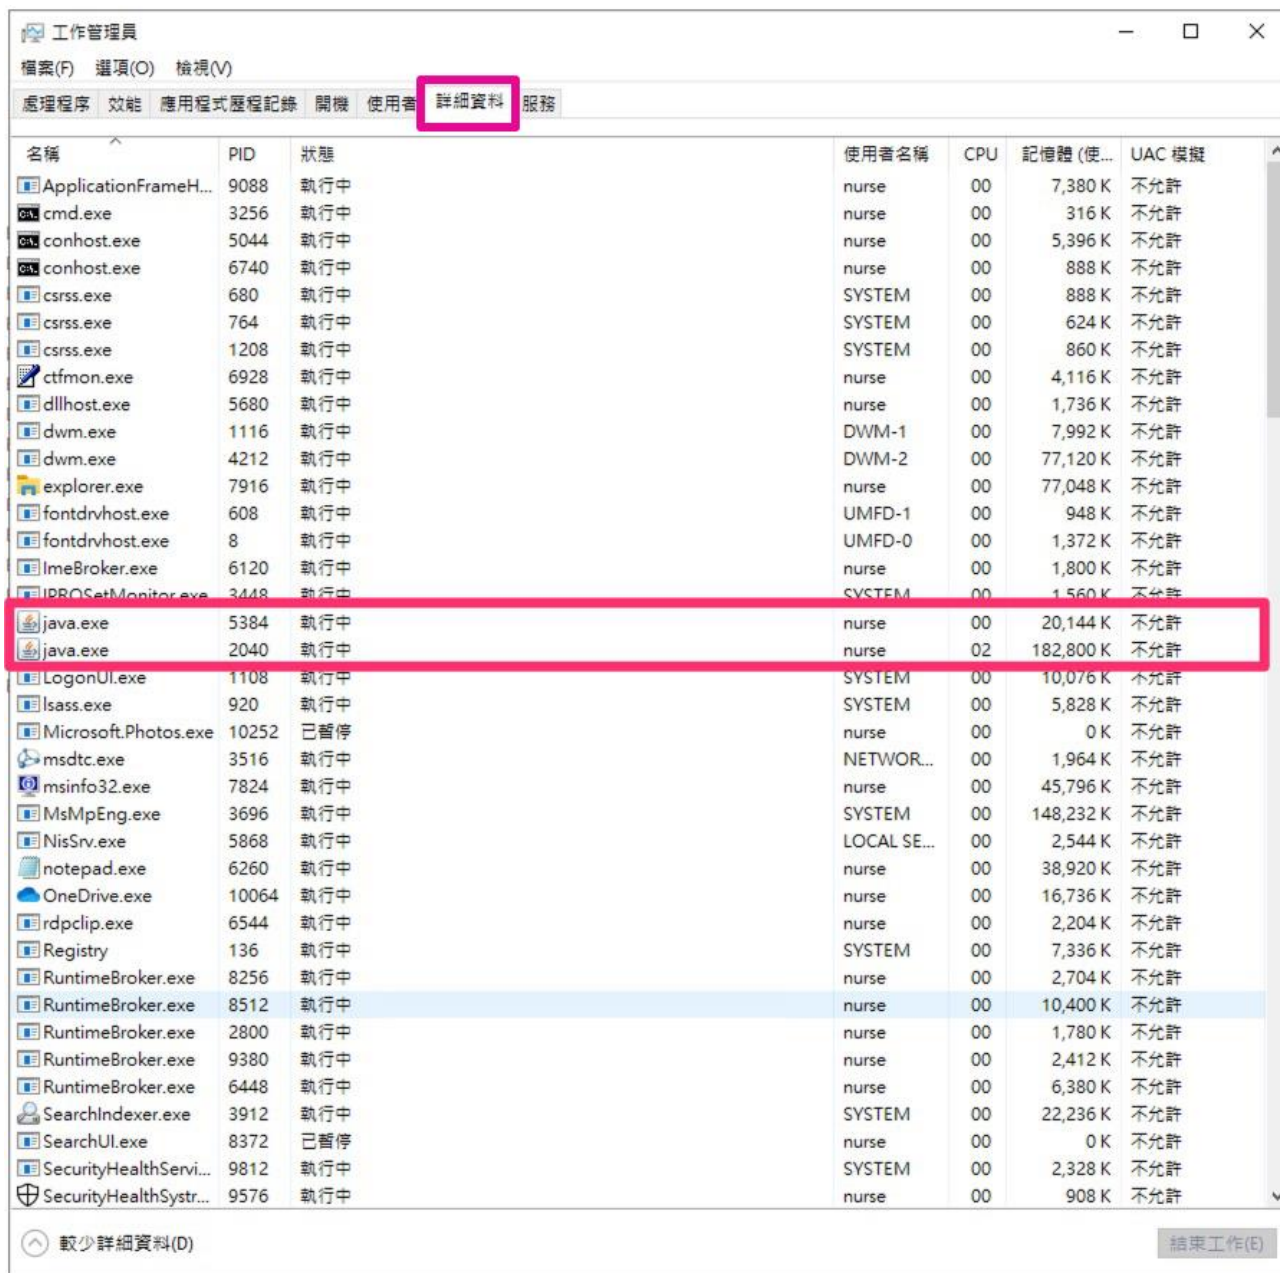 工作管理員
檔案(F) 選項(O) 檢視(V)
處理程序 效能 應用程式歷程記錄 開機 使用者 詳細資料 服務
名稱 PID 狀態 使用者名稱 CPU 記憶體 (使... UAC 模擬
ApplicationFrameH... 9088 執行中 nurse 00 7,380 K 不允許
cmd.exe 3256 執行中 nurse 00 316 K 不允許
conhost.exe 5044 執行中 nurse 00 5,396 K 不允許
conhost.exe 6740 執行中 nurse 00 888 K 不允許
csrss.exe 680 執行中 SYSTEM 00 888 K 不允許
csrss.exe 764 執行中 SYSTEM 00 624 K 不允許
csrss.exe 1208 執行中 SYSTEM 00 860 K 不允許
ctfmon.exe 6928 執行中 nurse 00 4,116 K 不允許
dllhost.exe 5680 執行中 nurse 00 1,736 K 不允許
dwm.exe 1116 執行中 DWM-1 00 7,992 K 不允許
dwm.exe 4212 執行中 DWM-2 00 77,120 K 不允許
explorer.exe 7916 執行中 nurse 00 77,048 K 不允許
fontdrvhost.exe 608 執行中 UMFD-1 00 948 K 不允許
fontdrvhost.exe 8 執行中 UMFD-0 00 1,372 K 不允許
ImeBroker.exe 6120 執行中 nurse 00 1,800 K 不允許
IPROSetMonitor.exe 3448 執行中 SYSTEM 00 1,560 K 不允許
java.exe 5384 執行中 nurse 00 20,144 K 不允許
java.exe 2040 執行中 nurse 02 182,800 K 不允許
LogonUI.exe 1108 執行中 SYSTEM 00 10,076 K 不允許
lsass.exe 920 執行中 SYSTEM 00 5,828 K 不允許
Microsoft.Photos.exe 10252 已暫停 nurse 00 0 K 不允許
msdtc.exe 3516 執行中 NETWOR... 00 1,964 K 不允許
msinfo32.exe 7824 執行中 nurse 00 45,796 K 不允許
MsMpEng.exe 3696 執行中 SYSTEM 00 148,232 K 不允許
NisSrv.exe 5868 執行中 LOCAL SE... 00 2,544 K 不允許
notepad.exe 6260 執行中 nurse 00 38,920 K 不允許
OneDrive.exe 10064 執行中 nurse 00 16,736 K 不允許
rdpclip.exe 6544 執行中 nurse 00 2,204 K 不允許
Registry 136 執行中 SYSTEM 00 7,336 K 不允許
RuntimeBroker.exe 8256 執行中 nurse 00 2,704 K 不允許
RuntimeBroker.exe 8512 執行中 nurse 00 10,400 K 不允許
RuntimeBroker.exe 2800 執行中 nurse 00 1,780 K 不允許
RuntimeBroker.exe 9380 執行中 nurse 00 2,412 K 不允許
RuntimeBroker.exe 6448 執行中 nurse 00 6,380 K 不允許
SearchIndexer.exe 3912 執行中 SYSTEM 00 22,236 K 不允許
SearchUI.exe 8372 已暫停 nurse 00 0 K 不允許
SecurityHealthServi... 9812 執行中 SYSTEM 00 2,328 K 不允許
SecurityHealthSystr... 9576 執行中 nurse 00 908 K 不允許
較少詳細資料(D) 結束工作(E)